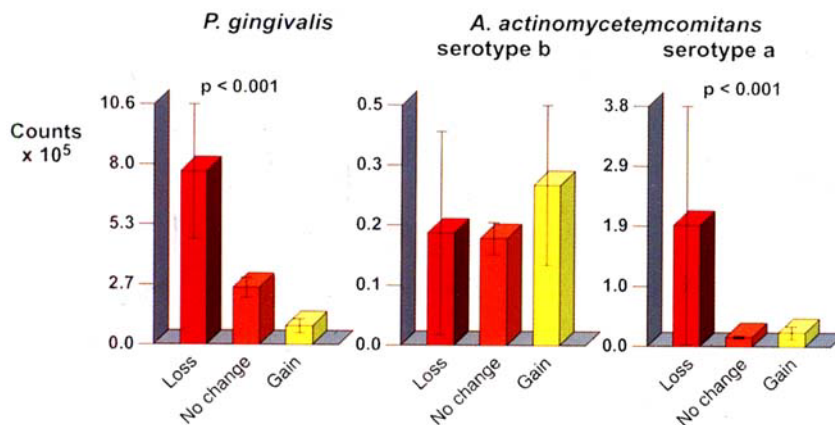 P. gingivalis
A. actinomycetemcomitans
serotype b
serotype a
Counts
x 10⁵
p < 0.001
10.6
8.0
5.3
2.7
0.0
Loss
No change
Gain
0.5
0.3
0.2
0.1
0.0
Loss
No change
Gain
p < 0.001
3.8
2.9
1.9
1.0
0.0
Loss
No change
Gain